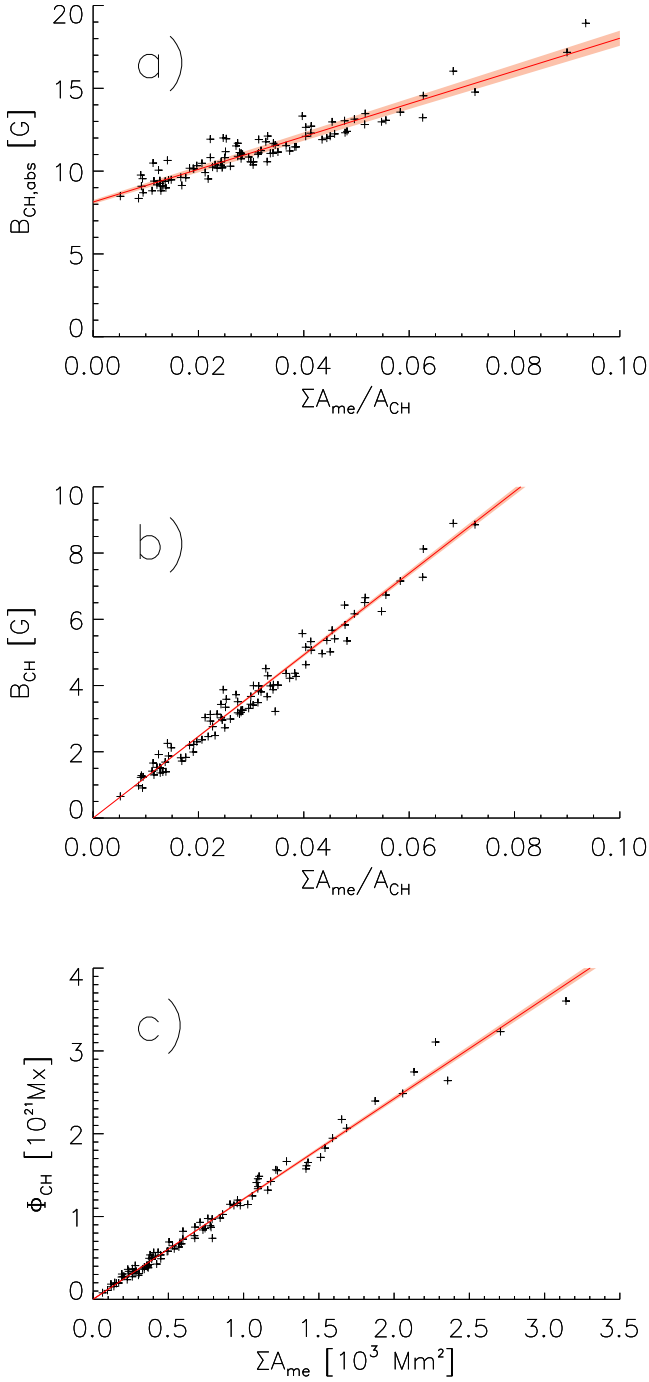 20
15
10
5
0
B_CH,abs [G]
a)
0.00 0.02 0.04 0.06 0.08 0.10
ΣA_me/A_CH
10
8
6
4
2
0
B_CH [G]
b)
0.00 0.02 0.04 0.06 0.08 0.10
ΣA_me/A_CH
4
3
2
1
0
Φ_CH [10²¹Mx]
c)
0.0 0.5 1.0 1.5 2.0 2.5 3.0 3.5
ΣA_me [10³ Mm²]